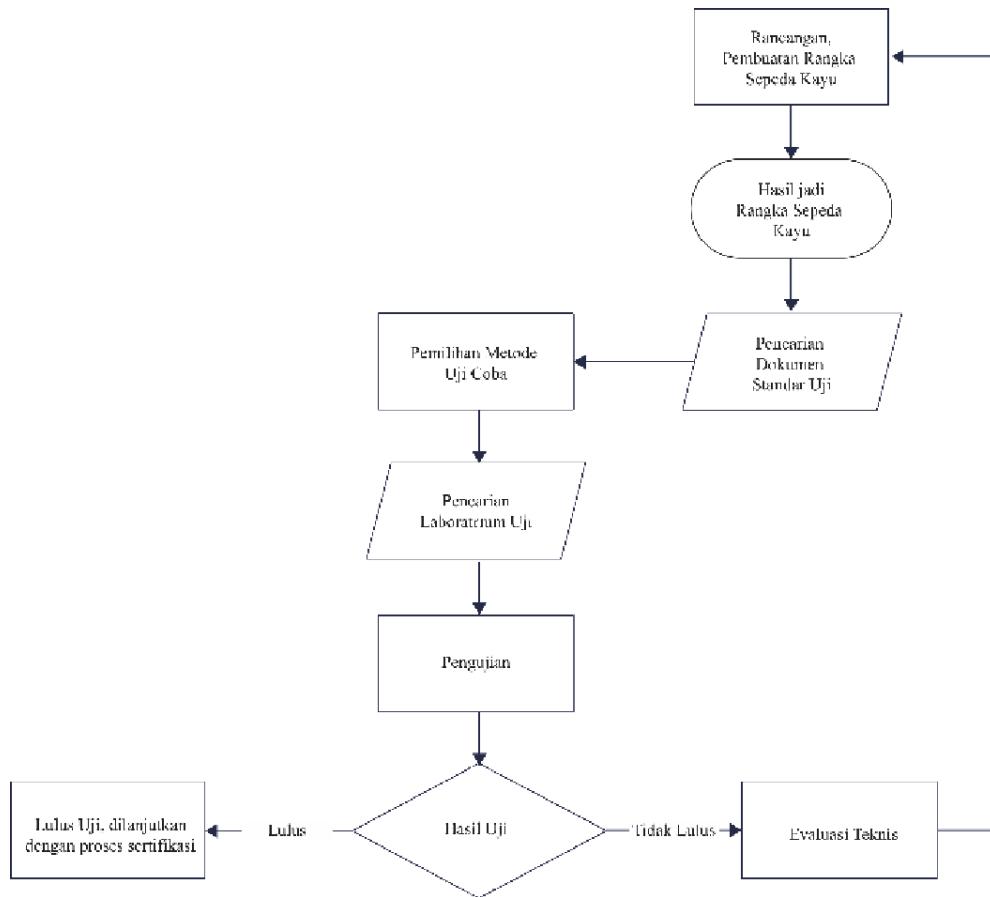 Rancangan,
Pembuatan Rangka
Sepeda Kayu
Hasil jadi
Rangka Sepeda
Kayu
Pencarian
Dokumen
Standar Uji
Pemilihan Metode
Uji Coba
Pencarian
Laboratorium Uji
Pengujian
Hasil Uji
Lulus
Tidak Lulus
Lulus Uji, dilanjutkan
dengan proses sertifikasi
Evaluasi Teknis